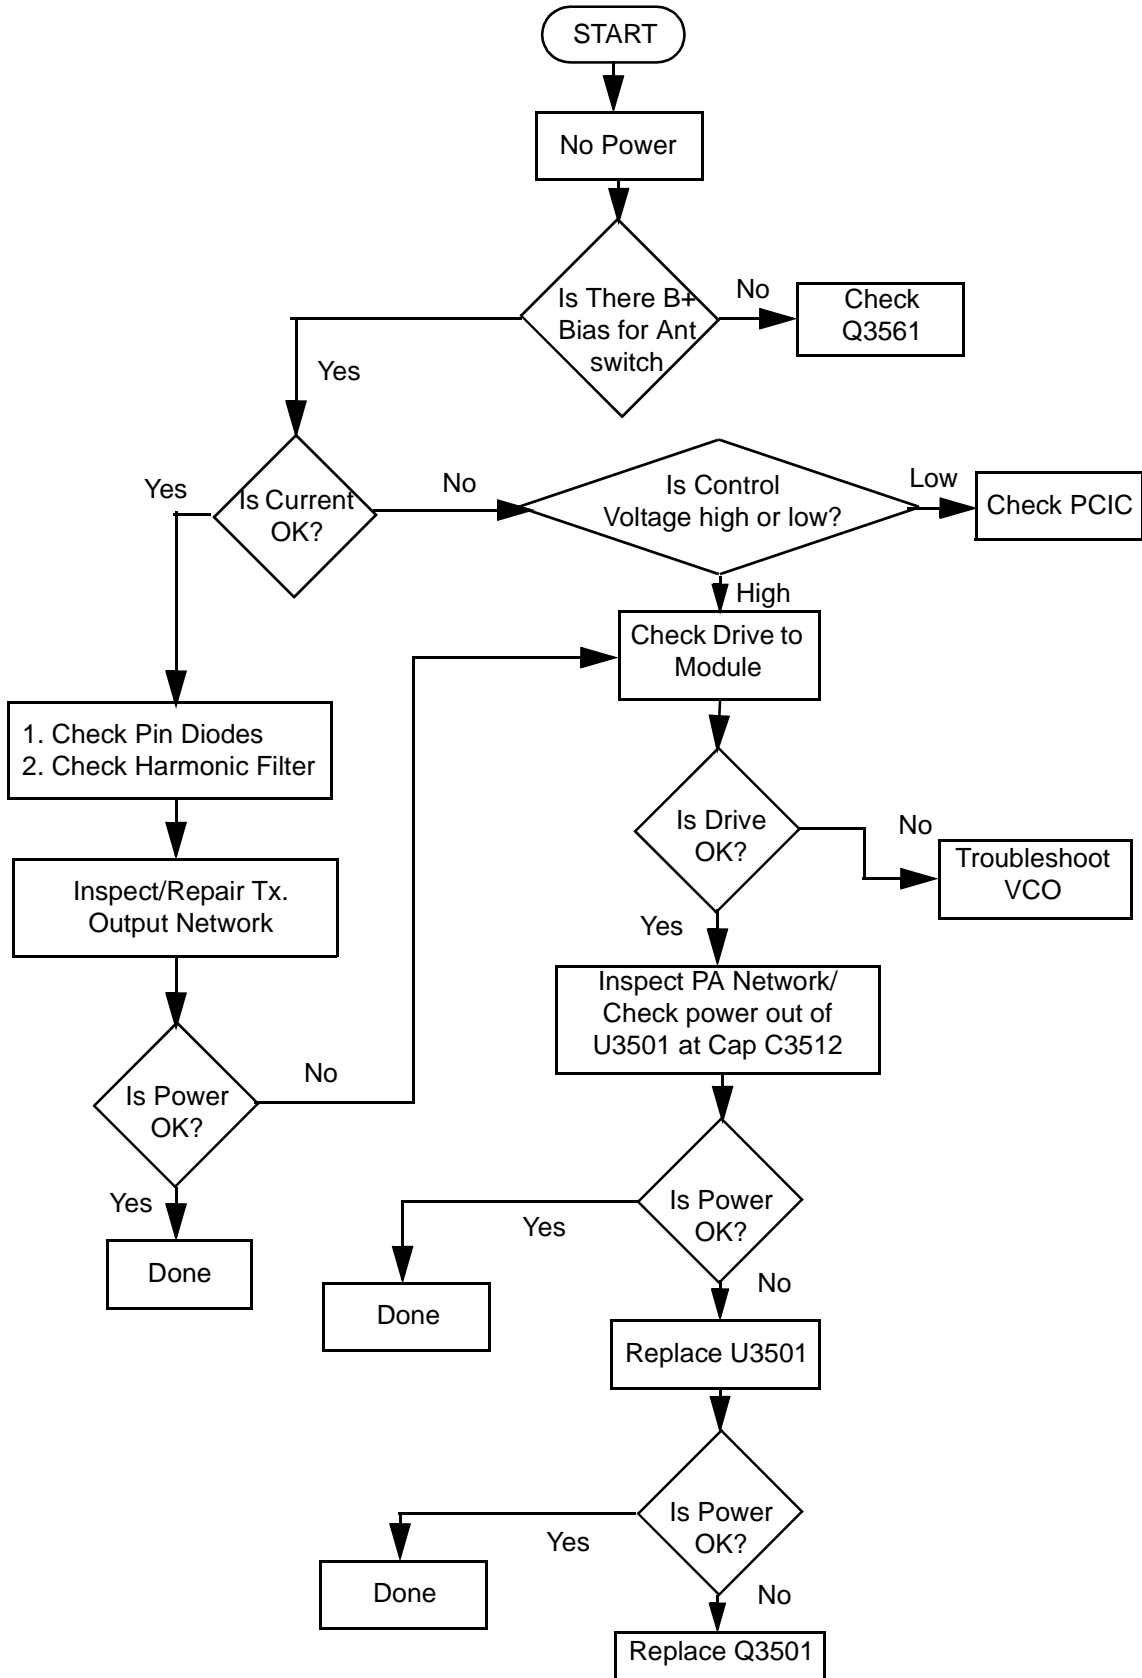 START
No Power
Is There B+
Bias for Ant
switch
No
Check
Q3561
Yes
Is Current
OK?
Yes
No
Is Control
Voltage high or low?
Low
Check PCIC
High
Check Drive to
Module
1. Check Pin Diodes
2. Check Harmonic Filter
Is Drive
OK?
No
Troubleshoot
VCO
Inspect/Repair Tx.
Output Network
Yes
Inspect PA Network/
Check power out of
U3501 at Cap C3512
Is Power
OK?
No
Yes
Done
Is Power
OK?
Yes
Done
No
Replace U3501
Is Power
OK?
Yes
Done
No
Replace Q3501